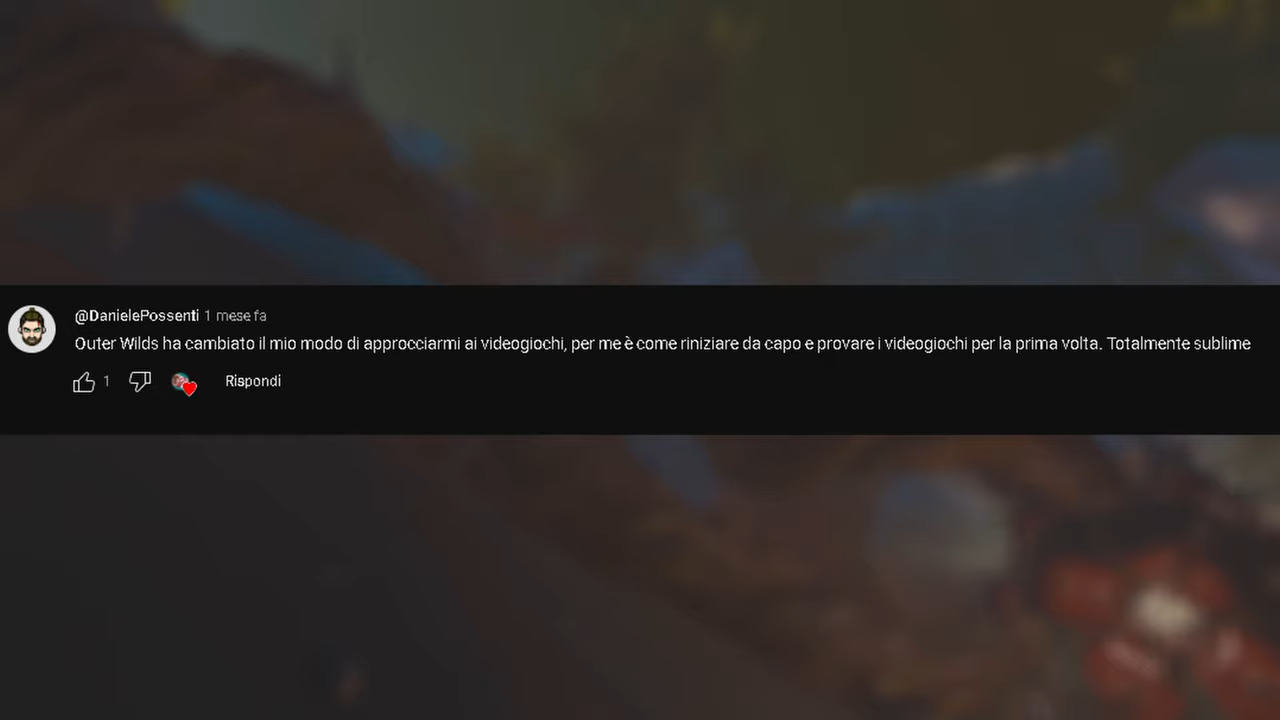 @DanielePossenti 1 mese fa
Outer Wilds ha cambiato il mio modo di approcciarmi ai videogiochi, per me è come riniziare da capo e provare i videogiochi per la prima volta. Totalmente sublime
1 Rispondi